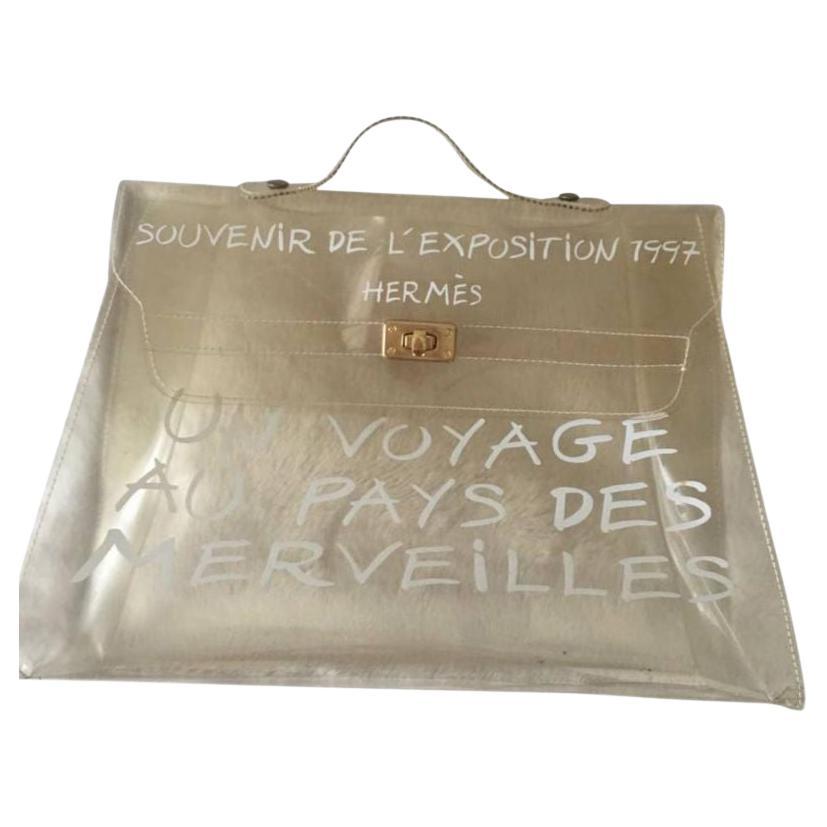 SOUVENIR DE L'EXPOSITION 1997
HERMÈS
UN VOYAGE
AU PAYS DES
MERVEILLES